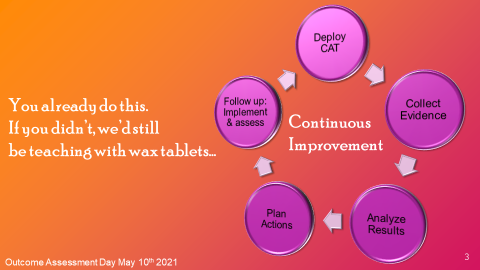 You already do this.
If you didn't, we'd still
be teaching with wax tablets...
Deploy
CAT
Collect
Evidence
Analyze
Results
Plan
Actions
Follow up:
Implement
& assess
Continuous
Improvement
Outcome Assessment Day May 10th 2021
3